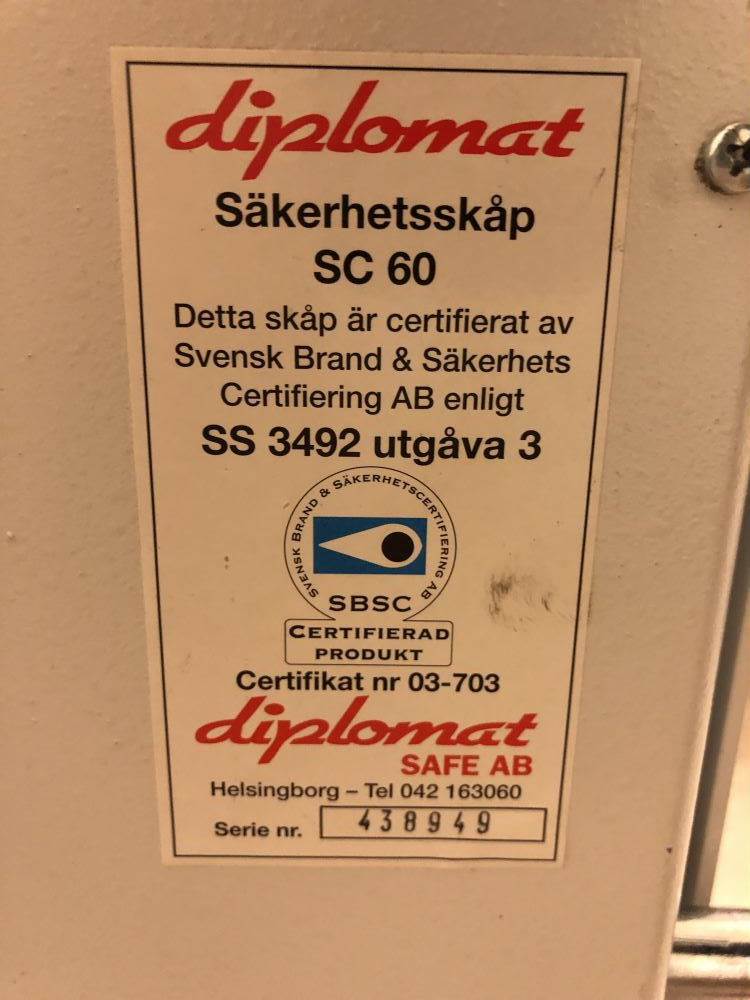 diplomat
Säkerhetsskåp
SC 60
Detta skåp är certifierat av
Svensk Brand & Säkerhets
Certifiering AB enligt
SS 3492 utgåva 3
SVENSK BRAND & SÄKERHETSCERTIFIERING AB
SBSC
CERTIFIERAD
PRODUKT
Certifikat nr 03-703
diplomat
SAFE AB
Helsingborg – Tel 042 163060
Serie nr. 438949